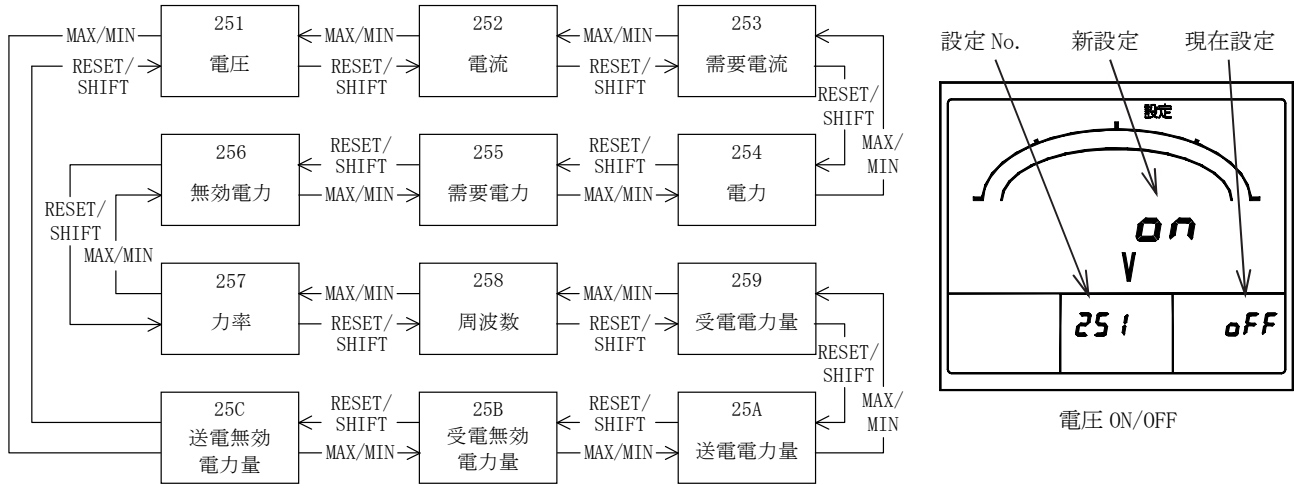 251
電圧
MAX/MIN
RESET/
SHIFT
MAX/MIN
RESET/
SHIFT
252
電流
MAX/MIN
RESET/
SHIFT
253
需要電流
RESET/
SHIFT
MAX/
MIN
256
無効電力
RESET/
SHIFT
MAX/MIN
255
需要電力
RESET/
SHIFT
MAX/MIN
254
電力
RESET/
SHIFT
MAX/MIN
257
力率
MAX/MIN
RESET/
SHIFT
258
周波数
MAX/MIN
RESET/
SHIFT
259
受電電力量
RESET/
SHIFT
MAX/
MIN
25C
送電無効
電力量
RESET/
SHIFT
MAX/MIN
25B
受電無効
電力量
RESET/
SHIFT
MAX/MIN
25A
送電電力量
設定 No.
新設定
現在設定
設定
on
V
251
oFF
電圧 ON/OFF